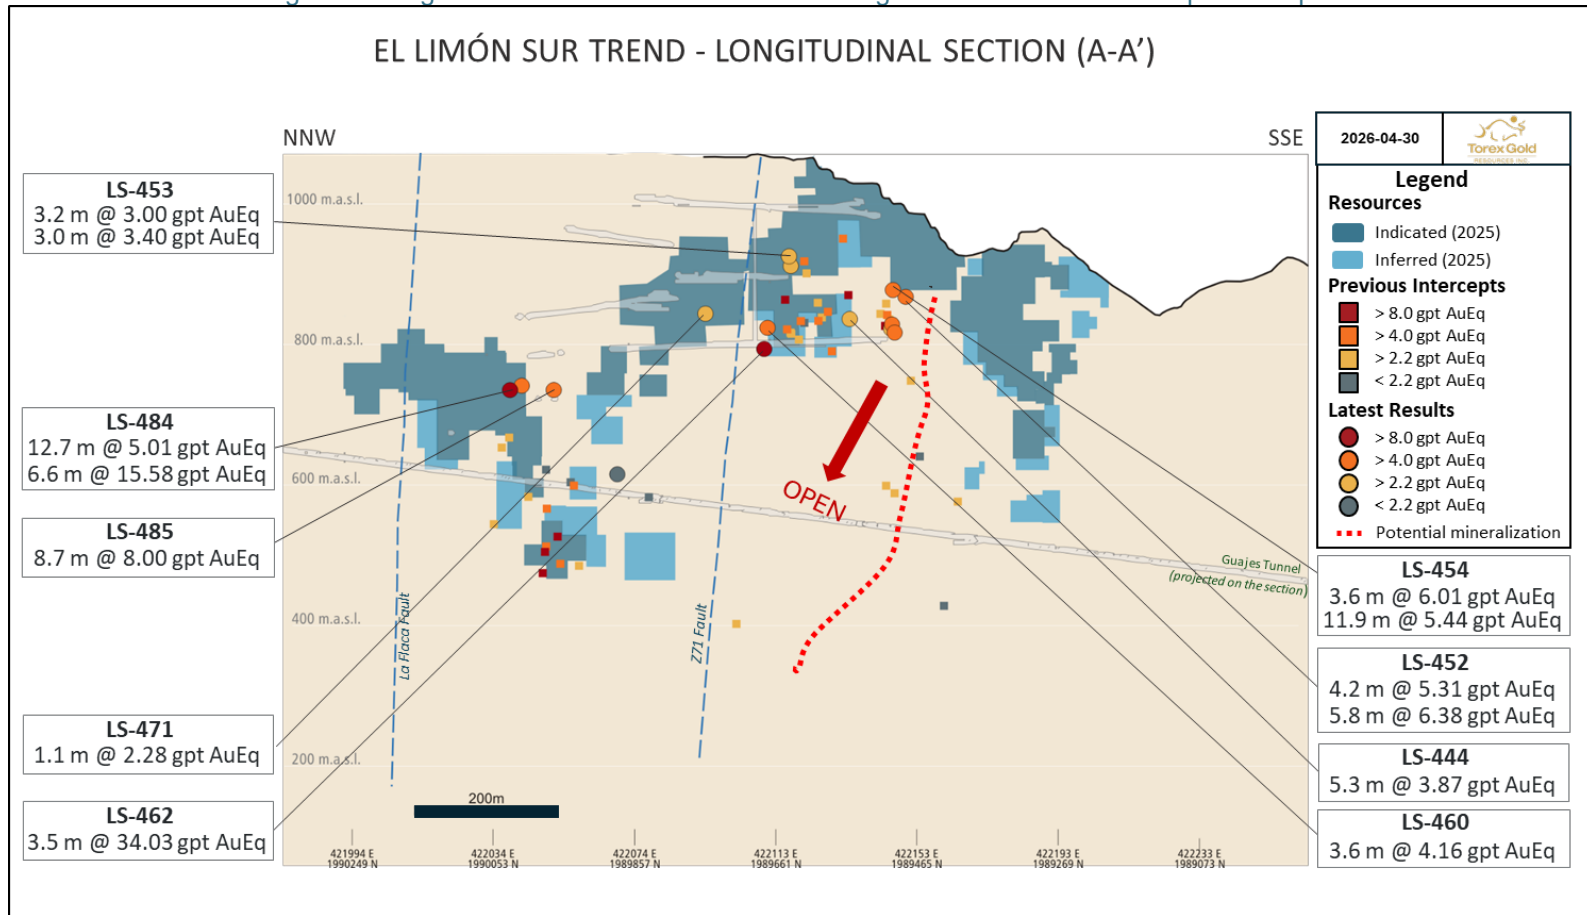 EL LIMÓN SUR TREND - LONGITUDINAL SECTION (A-A’)
NNW
SSE
2026-04-30
Torex Gold
RESOURCES INC.
Legend
Resources
Indicated (2025)
Inferred (2025)
Previous Intercepts
> 8.0 gpt AuEq
> 4.0 gpt AuEq
> 2.2 gpt AuEq
< 2.2 gpt AuEq
Latest Results
> 8.0 gpt AuEq
> 4.0 gpt AuEq
> 2.2 gpt AuEq
< 2.2 gpt AuEq
Potential mineralization
LS-453
3.2 m @ 3.00 gpt AuEq
3.0 m @ 3.40 gpt AuEq
LS-484
12.7 m @ 5.01 gpt AuEq
6.6 m @ 15.58 gpt AuEq
LS-485
8.7 m @ 8.00 gpt AuEq
LS-471
1.1 m @ 2.28 gpt AuEq
LS-462
3.5 m @ 34.03 gpt AuEq
1000 m.a.s.l.
800 m.a.s.l.
600 m.a.s.l.
400 m.a.s.l.
200 m.a.s.l.
La Flaca Fault
Z71 Fault
OPEN
Guajes Tunnel
(projected on the section)
LS-454
3.6 m @ 6.01 gpt AuEq
11.9 m @ 5.44 gpt AuEq
LS-452
4.2 m @ 5.31 gpt AuEq
5.8 m @ 6.38 gpt AuEq
LS-444
5.3 m @ 3.87 gpt AuEq
LS-460
3.6 m @ 4.16 gpt AuEq
200m
421994 E
1990249 N
422034 E
1990053 N
422074 E
1989857 N
422113 E
1989661 N
422153 E
1989465 N
422193 E
1989269 N
422233 E
1989073 N